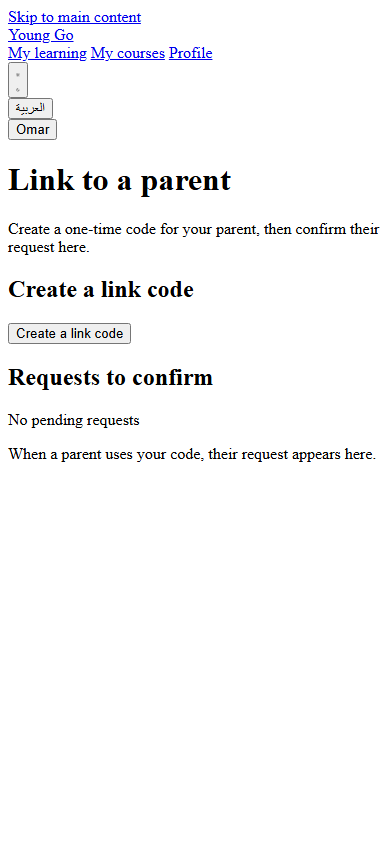 Skip to main content
Young Go
My learning My courses Profile
العربية
Omar
Link to a parent
Create a one-time code for your parent, then confirm their
request here.
Create a link code
Create a link code
Requests to confirm
No pending requests
When a parent uses your code, their request appears here.